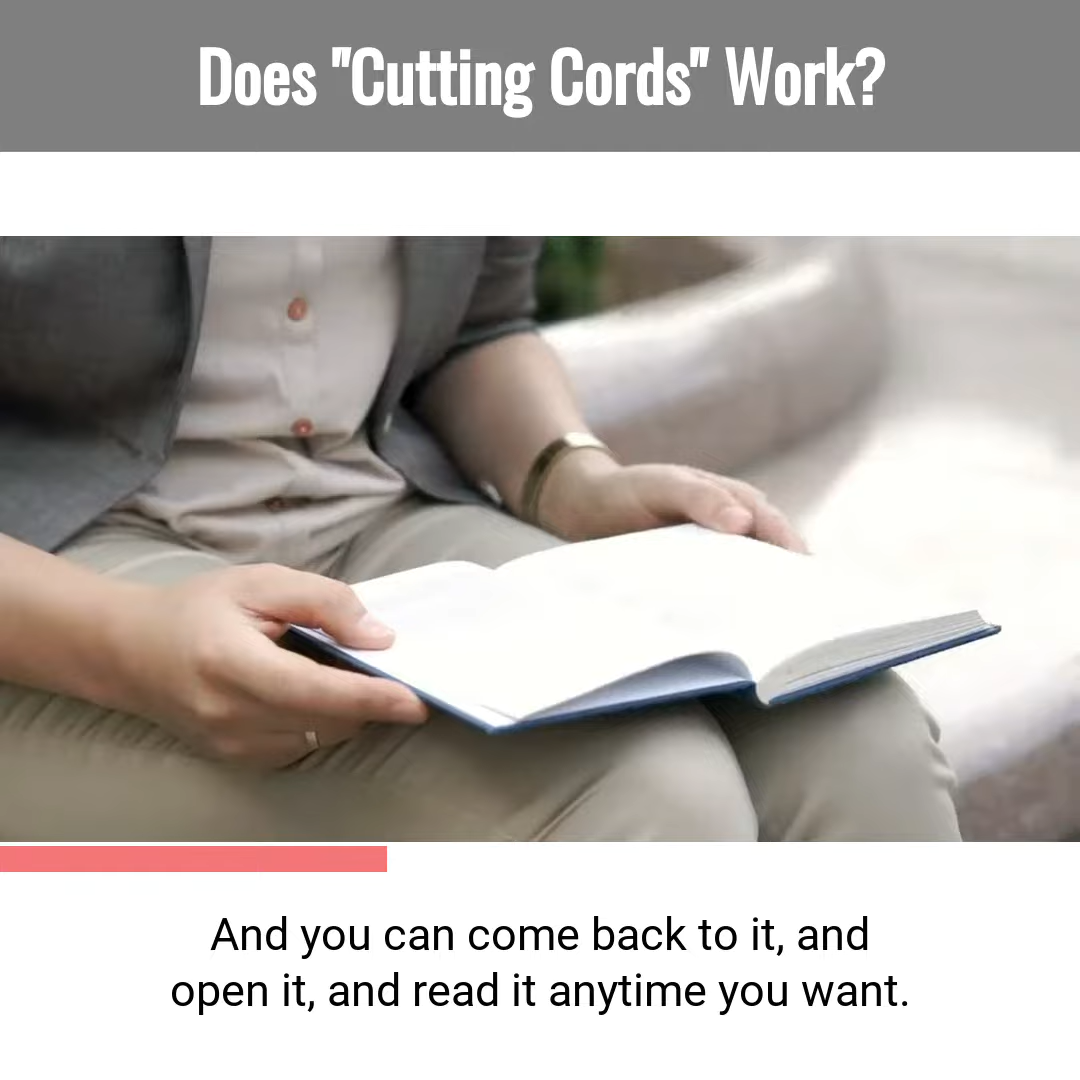 Does "Cutting Cords" Work?
And you can come back to it, and
open it, and read it anytime you want.